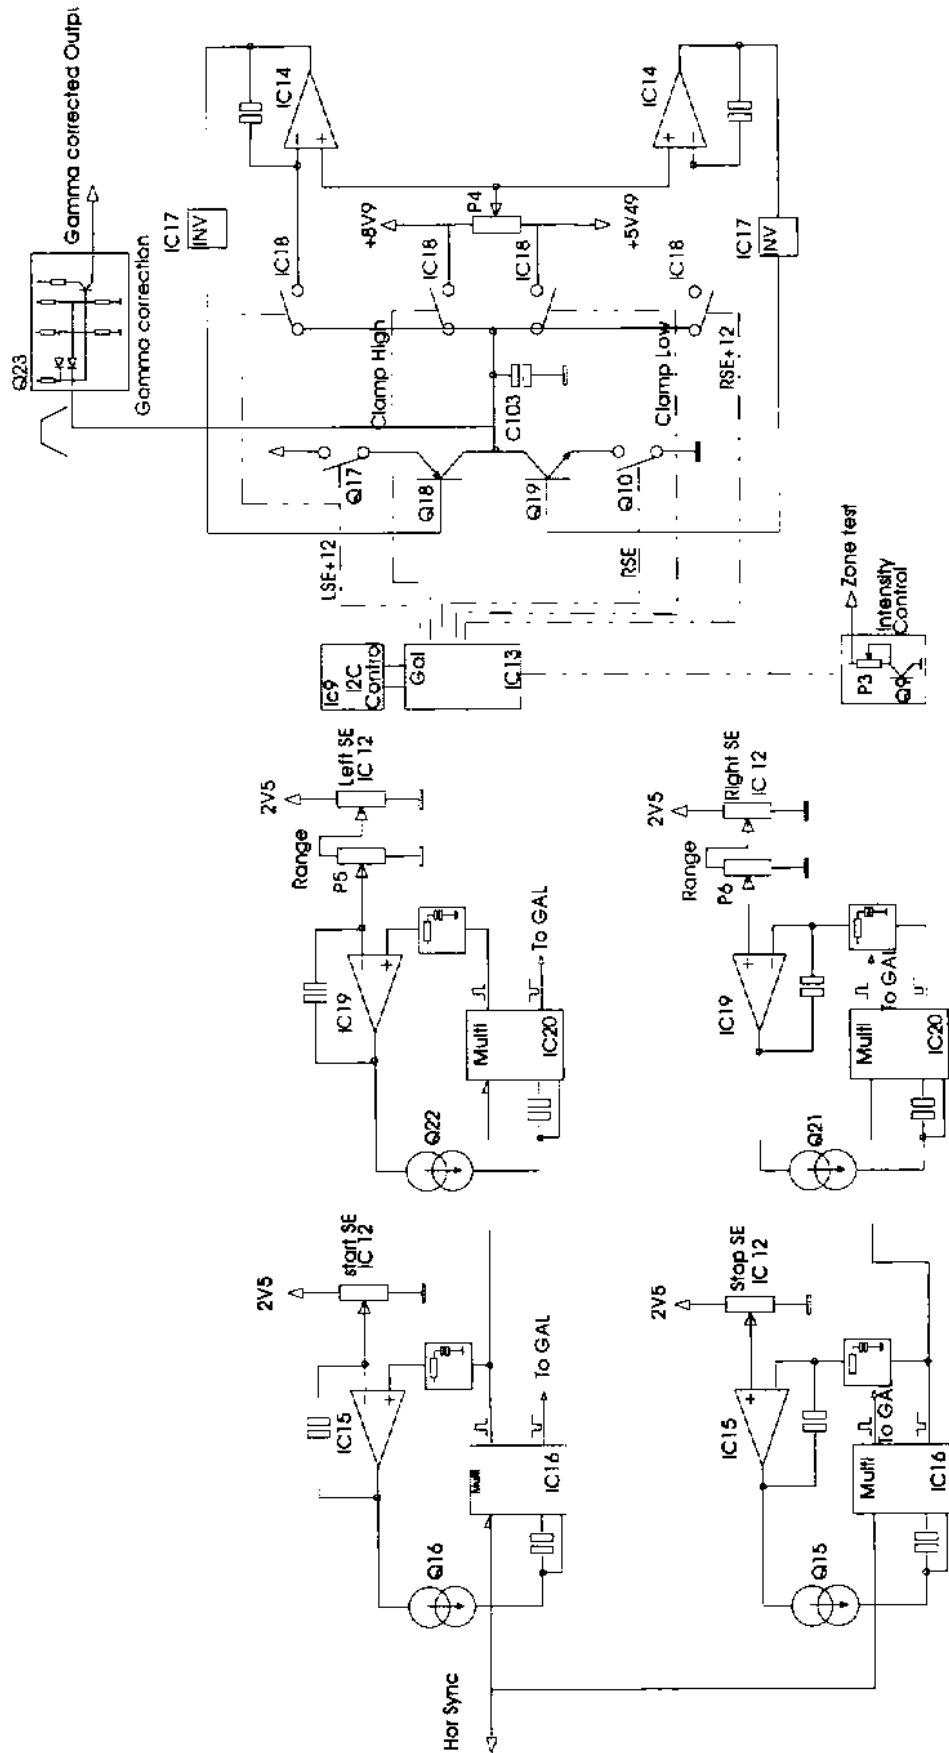 Gamma corrected Outpu
Q23
Gamma correction
IC17
INV
IC14
IC18
+8V9
P4
IC18
IC18
+5V49
IC14
IC17
INV
IC18
Clamp High
C103
Clamp Low
RSE+12
Q17
Q18
Q19
Q10
LSE+12
RSE
Zone test
Intensity
Control
P3
Q9
Ic9
I2C
Control
Gal
IC13
2V5
Left SE
IC 12
Range
P5
IC19
To GAL
Multi
IC20
Q22
2V5
Right SE
IC 12
Range
P6
IC19
To GAL
Multi
IC20
Q21
2V5
start SE
IC 12
IC15
To GAL
Multi
IC16
Q16
2V5
Stop SE
IC 12
IC15
To GAL
Multi
IC16
Q15
Hor Sync